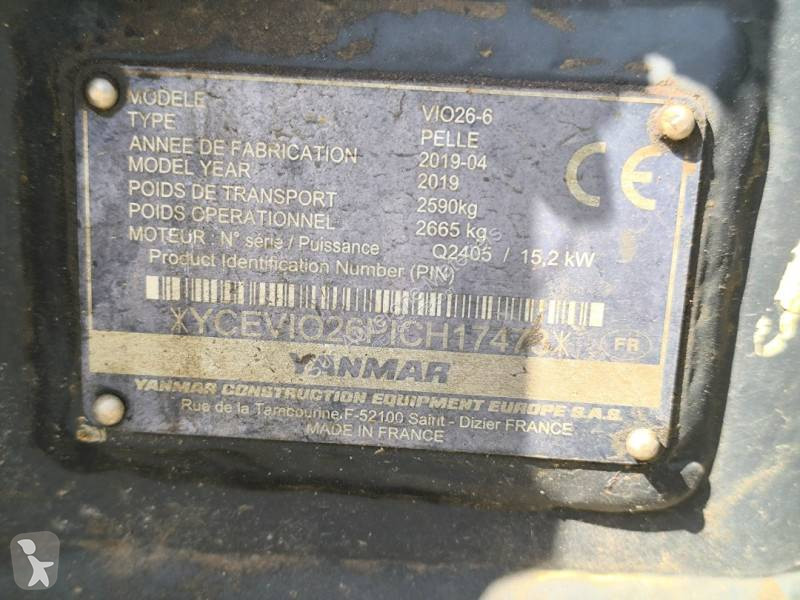 MODELE VIO26-6
TYPE PELLE
ANNEE DE FABRICATION 2019-04
MODEL YEAR 2019
POIDS DE TRANSPORT 2590kg
POIDS OPERATIONNEL 2665 kg
MOTEUR : N° série / Puissance Q2405 / 15,2 kW
Product Identification Number (PIN)
CE
FR
YANMAR
YANMAR CONSTRUCTION EQUIPMENT EUROPE S.A.S.
Rue de la Tambourine,F-52100 Saint - Dizier FRANCE
MADE IN FRANCE